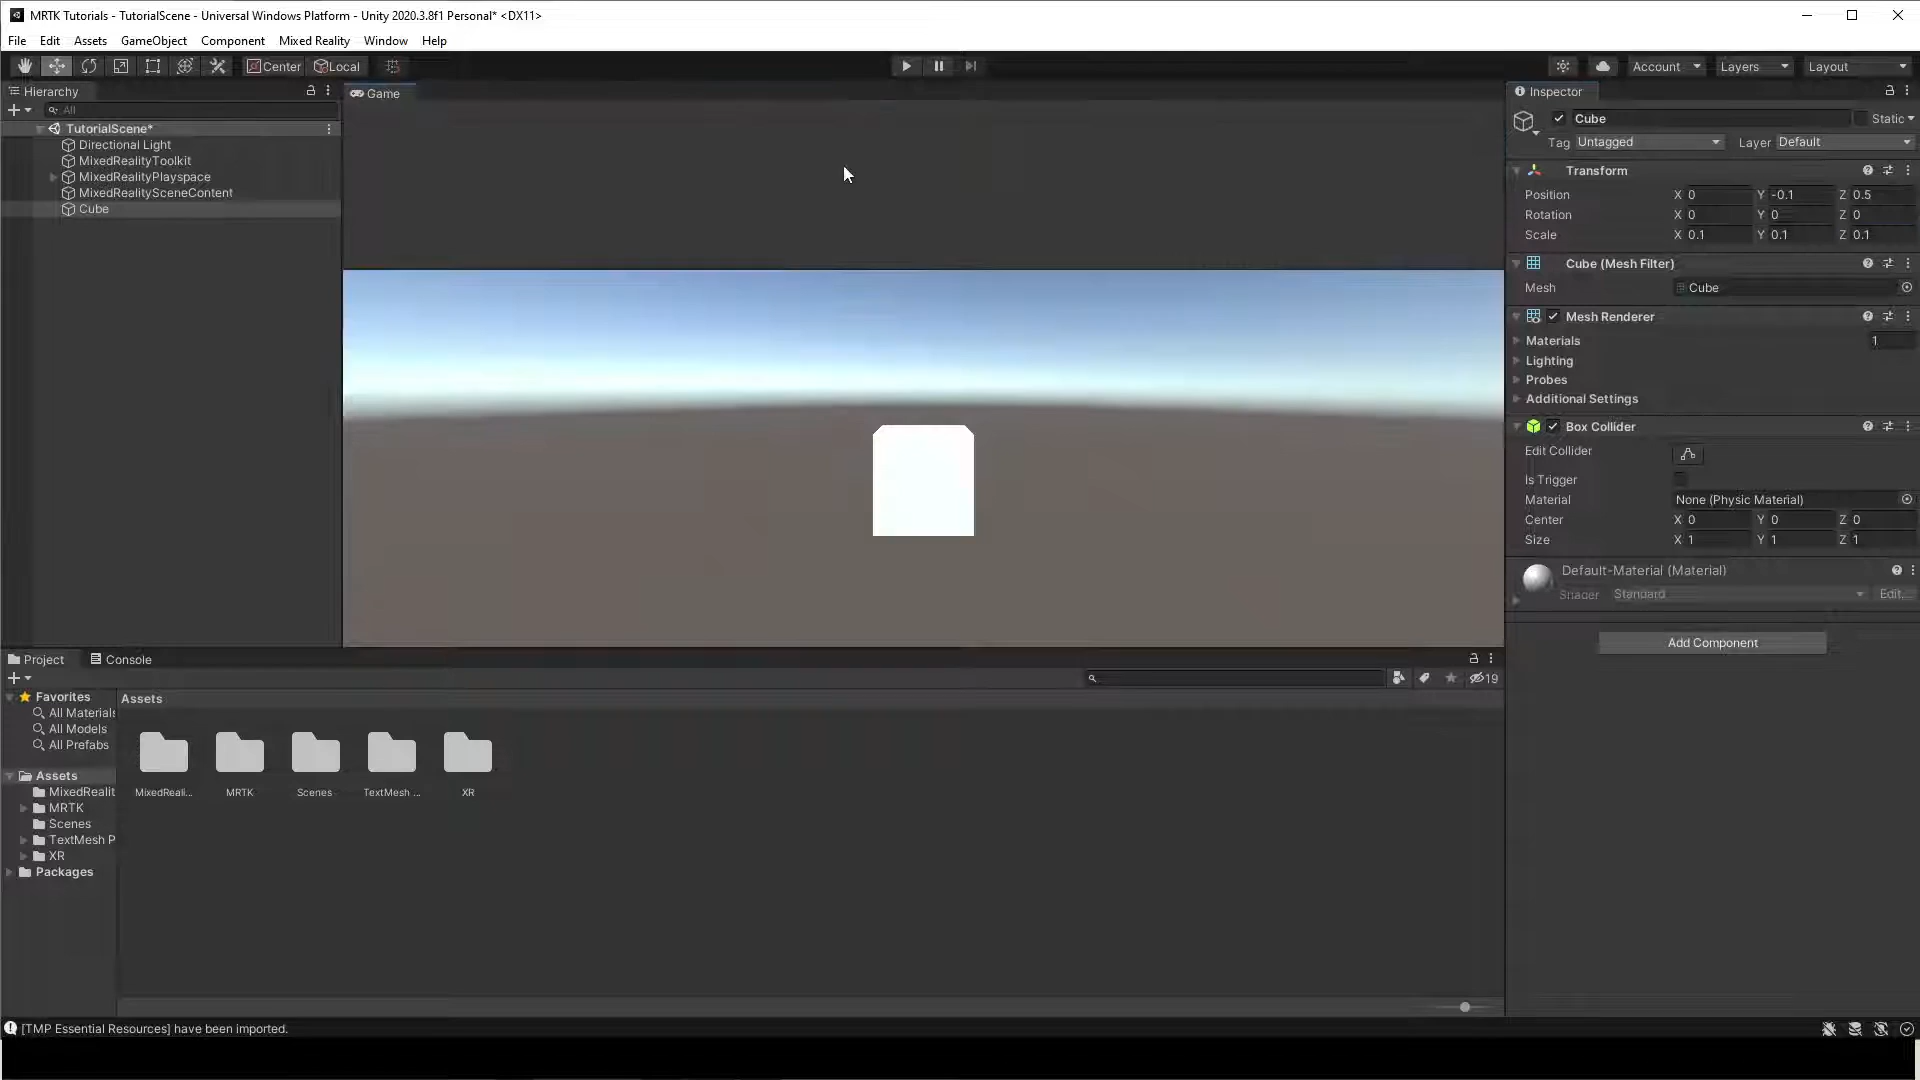 MRTK Tutorials - TutorialScene - Universal Windows Platform - Unity 2020.3.8f1 Personal* <DX11>
File Edit Assets GameObject Component Mixed Reality Window Help
Center Local Account Layers Layout
Hierarchy
All
TutorialScene*
Directional Light
MixedRealityToolkit
MixedRealityPlayspace
MixedRealitySceneContent
Cube
Game
Inspector
Cube Static
Tag Untagged Layer Default
Transform
Position X 0 Y -0.1 Z 0.5
Rotation X 0 Y 0 Z 0
Scale X 0.1 Y 0.1 Z 0.1
Cube (Mesh Filter)
Mesh Cube
Mesh Renderer
Materials 1
Lighting
Probes
Additional Settings
Box Collider
Edit Collider
Is Trigger
Material None (Physic Material)
Center X 0 Y 0 Z 0
Size X 1 Y 1 Z 1
Default-Material (Material)
Shader Standard Edit...
Add Component
Project Console
19
Favorites
All Materials
All Models
All Prefabs
Assets
MixedRealit
MRTK
Scenes
TextMesh P
XR
Packages
Assets
MixedReali... MRTK Scenes TextMesh ... XR
[TMP Essential Resources] have been imported.